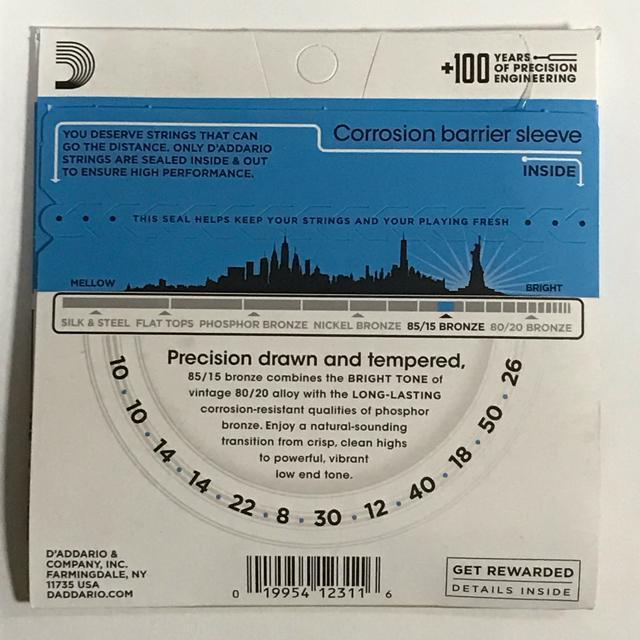 +100 YEARS
OF PRECISION
ENGINEERING
YOU DESERVE STRINGS THAT CAN
GO THE DISTANCE. ONLY D'ADDARIO
STRINGS ARE SEALED INSIDE & OUT
TO ENSURE HIGH PERFORMANCE.
Corrosion barrier sleeve
INSIDE
THIS SEAL HELPS KEEP YOUR STRINGS AND YOUR PLAYING FRESH
MELLOW BRIGHT
SILK & STEEL FLAT TOPS PHOSPHOR BRONZE NICKEL BRONZE 85/15 BRONZE 80/20 BRONZE
Precision drawn and tempered,
85/15 bronze combines the BRIGHT TONE of
vintage 80/20 alloy with the LONG-LASTING
corrosion-resistant qualities of phosphor
bronze. Enjoy a natural-sounding
transition from crisp, clean highs
to powerful, vibrant
low end tone.
10 • 10 • 14 • 14 • 22 • 8 • 30 • 12 • 40 • 18 • 50 • 26
D'ADDARIO &
COMPANY, INC.
FARMINGDALE, NY
11735 USA
DADDARIO.COM
0 19954 12311 6
GET REWARDED
DETAILS INSIDE